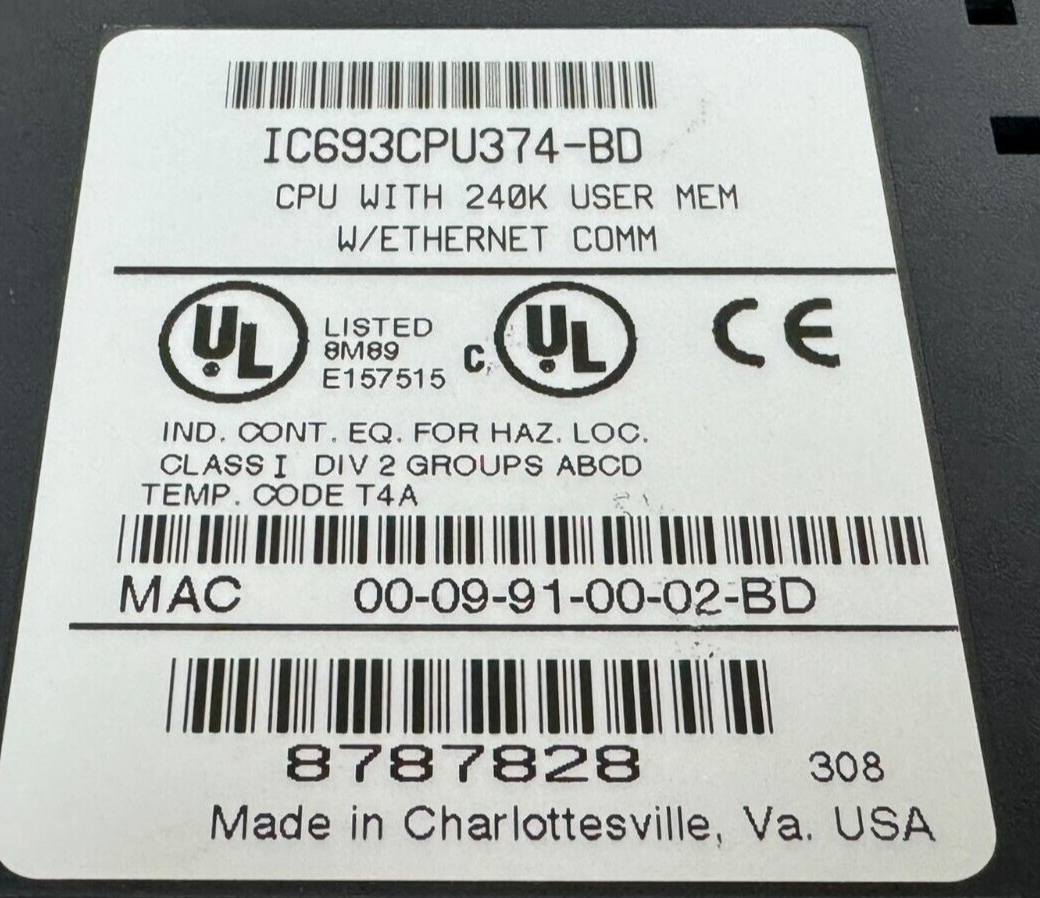 IC693CPU374-BD
CPU WITH 240K USER MEM
W/ETHERNET COMM
UL LISTED
8M89
E157515
C UL
CE
IND. CONT. EQ. FOR HAZ. LOC.
CLASS I DIV 2 GROUPS ABCD
TEMP. CODE T4A
MAC 00-09-91-00-02-BD
8787828 308
Made in Charlottesville, Va. USA